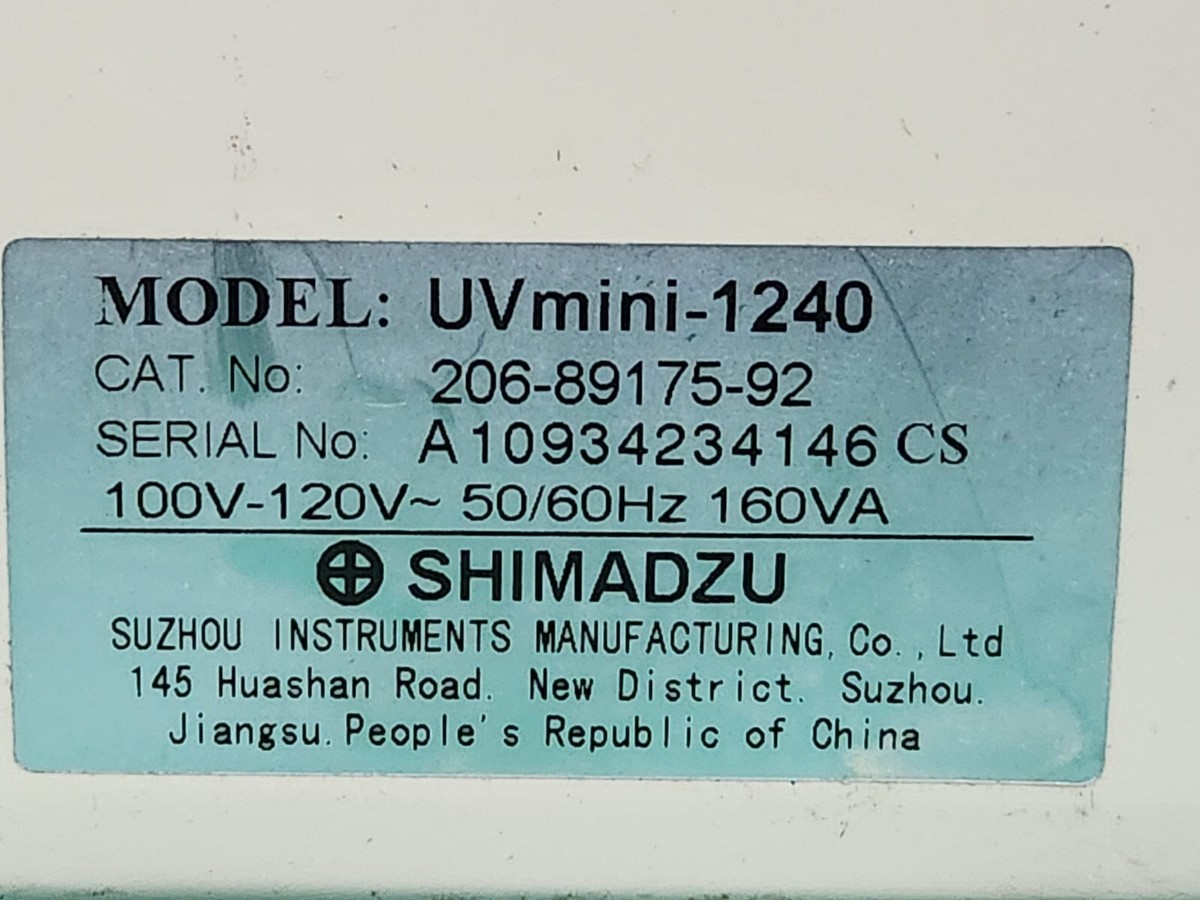 MODEL: UVmini-1240
CAT. No: 206-89175-92
SERIAL No: A10934234146 CS
100V-120V~ 50/60Hz 160VA
SHIMADZU
SUZHOU INSTRUMENTS MANUFACTURING, Co., Ltd
145 Huashan Road. New District. Suzhou.
Jiangsu. People's Republic of China